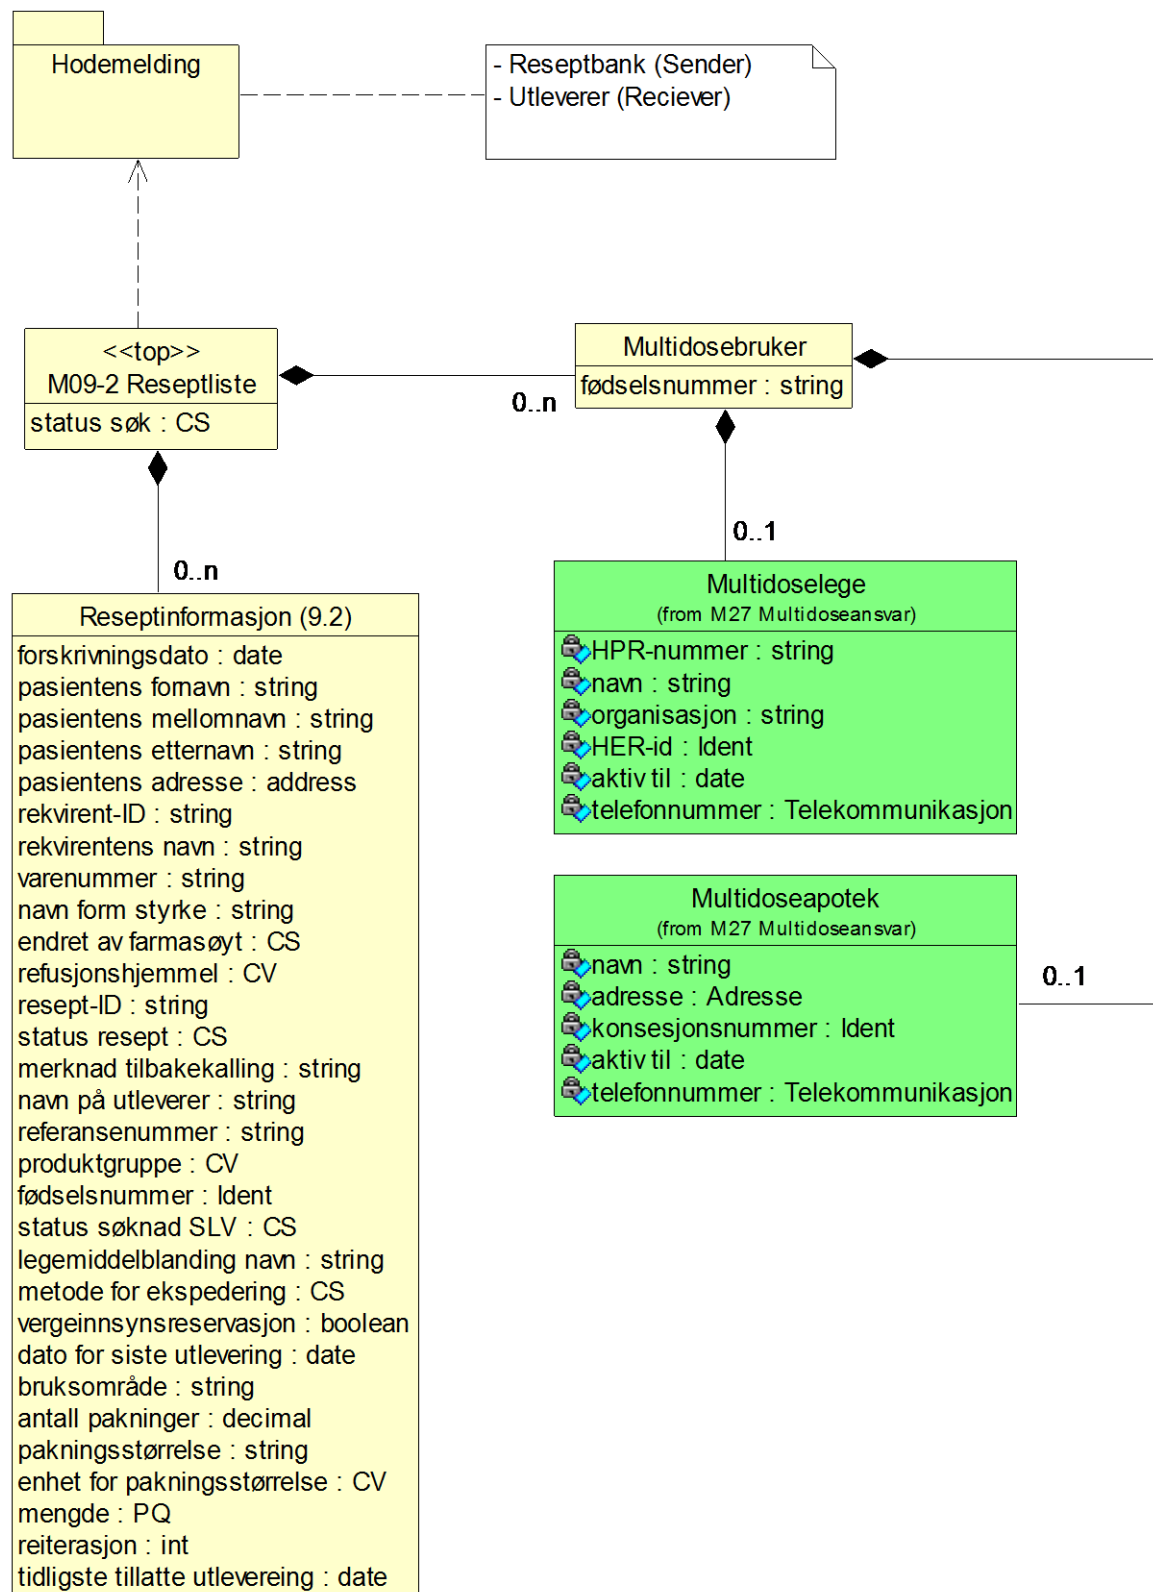 Hodemelding
- Reseptbank (Sender)
- Utleverer (Reciever)
<<top>>
M09-2 Reseptliste
status søk : CS
0..n
Multidosebruker
fødselsnummer : string
0..1
0..n
Multidoselege
(from M27 Multidoseansvar)
HPR-nummer : string
navn : string
organisasjon : string
HER-id : Ident
aktiv til : date
telefonnummer : Telekommunikasjon
Multidoseapotek
(from M27 Multidoseansvar)
navn : string
adresse : Adresse
konsesjonsnummer : Ident
aktiv til : date
telefonnummer : Telekommunikasjon
0..1
Reseptinformasjon (9.2)
forskrivningsdato : date
pasientens fornavn : string
pasientens mellomnavn : string
pasientens etternavn : string
pasientens adresse : address
rekvirent-ID : string
rekvirentens navn : string
varenummer : string
navn form styrke : string
endret av farmasøyt : CS
refusjonshjemmel : CV
resept-ID : string
status resept : CS
merknad tilbakekalling : string
navn på utleverer : string
referansenummer : string
produktgruppe : CV
fødselsnummer : Ident
status søknad SLV : CS
legemiddelblanding navn : string
metode for ekspedering : CS
vergeinnsynsreservasjon : boolean
dato for siste utlevering : date
bruksområde : string
antall pakninger : decimal
pakningsstørrelse : string
enhet for pakningsstørrelse : CV
mengde : PQ
reiterasjon : int
tidligste tillatte utlevereing : date